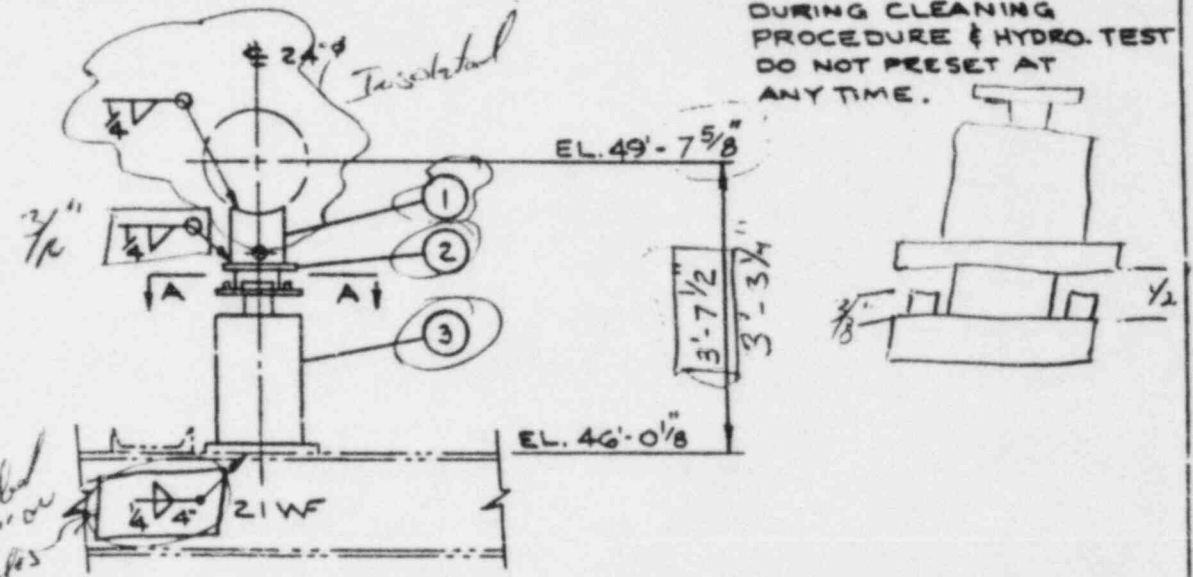 DURING CLEANING
PROCEDURE & HYDRO. TEST
DO NOT PRESET AT
ANY TIME.
℄ 24"φ
Insulated
1/4
EL. 49'-7 5/8"
1
1/4
2
A A
3'-7 1/2"
3'-3 1/4"
3/8"
1/2
3
EL. 46'-0 1/8"
1/4 4"
21 WF